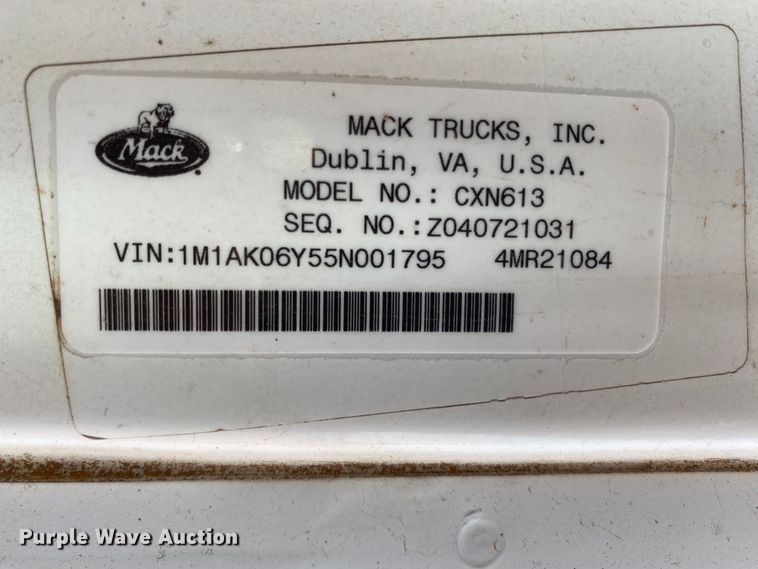 Mack
MACK TRUCKS, INC.
Dublin, VA, U.S.A.
MODEL NO.: CXN613
SEQ. NO.:Z040721031
VIN:1M1AK06Y55N001795 4MR21084
Purple Wave Auction